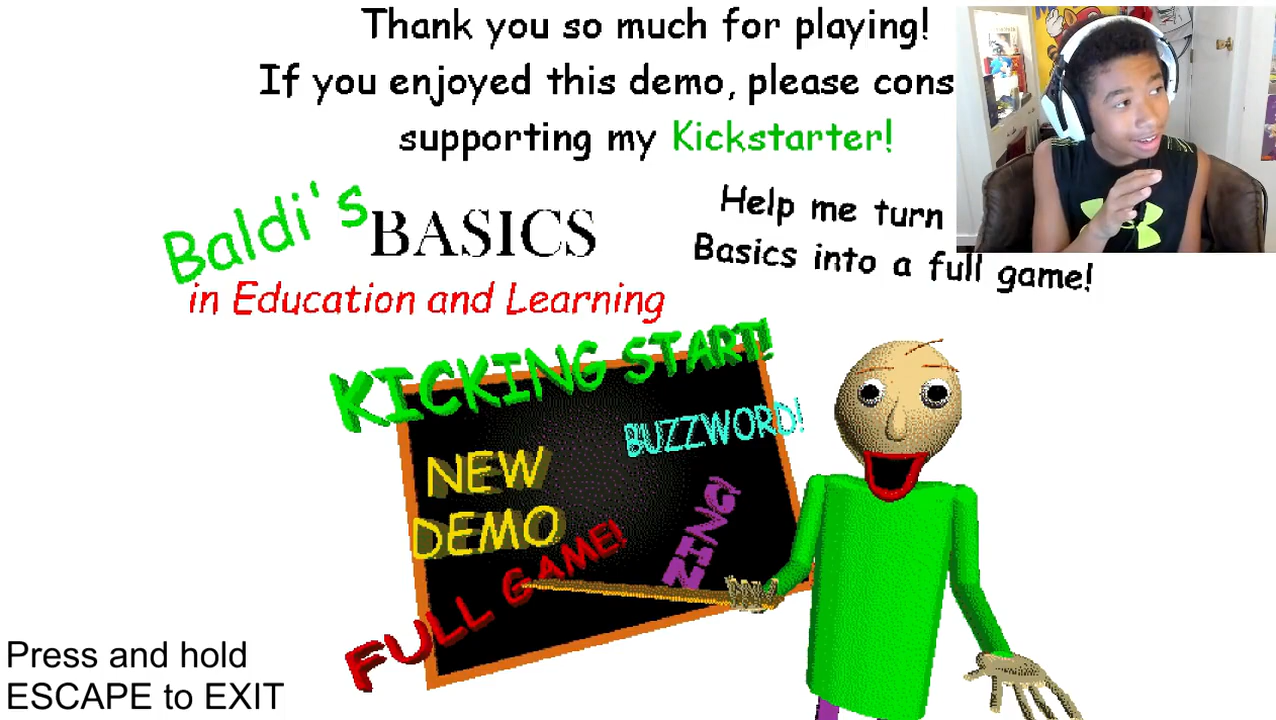 Thank you so much for playing!
If you enjoyed this demo, please cons
supporting my Kickstarter!
Baldi's BASICS
in Education and Learning
Help me turn
Basics into a full game!
KICKING START!
BUZZWORD!
NEW
DEMO
ZING!
FULL GAME!
Press and hold
ESCAPE to EXIT